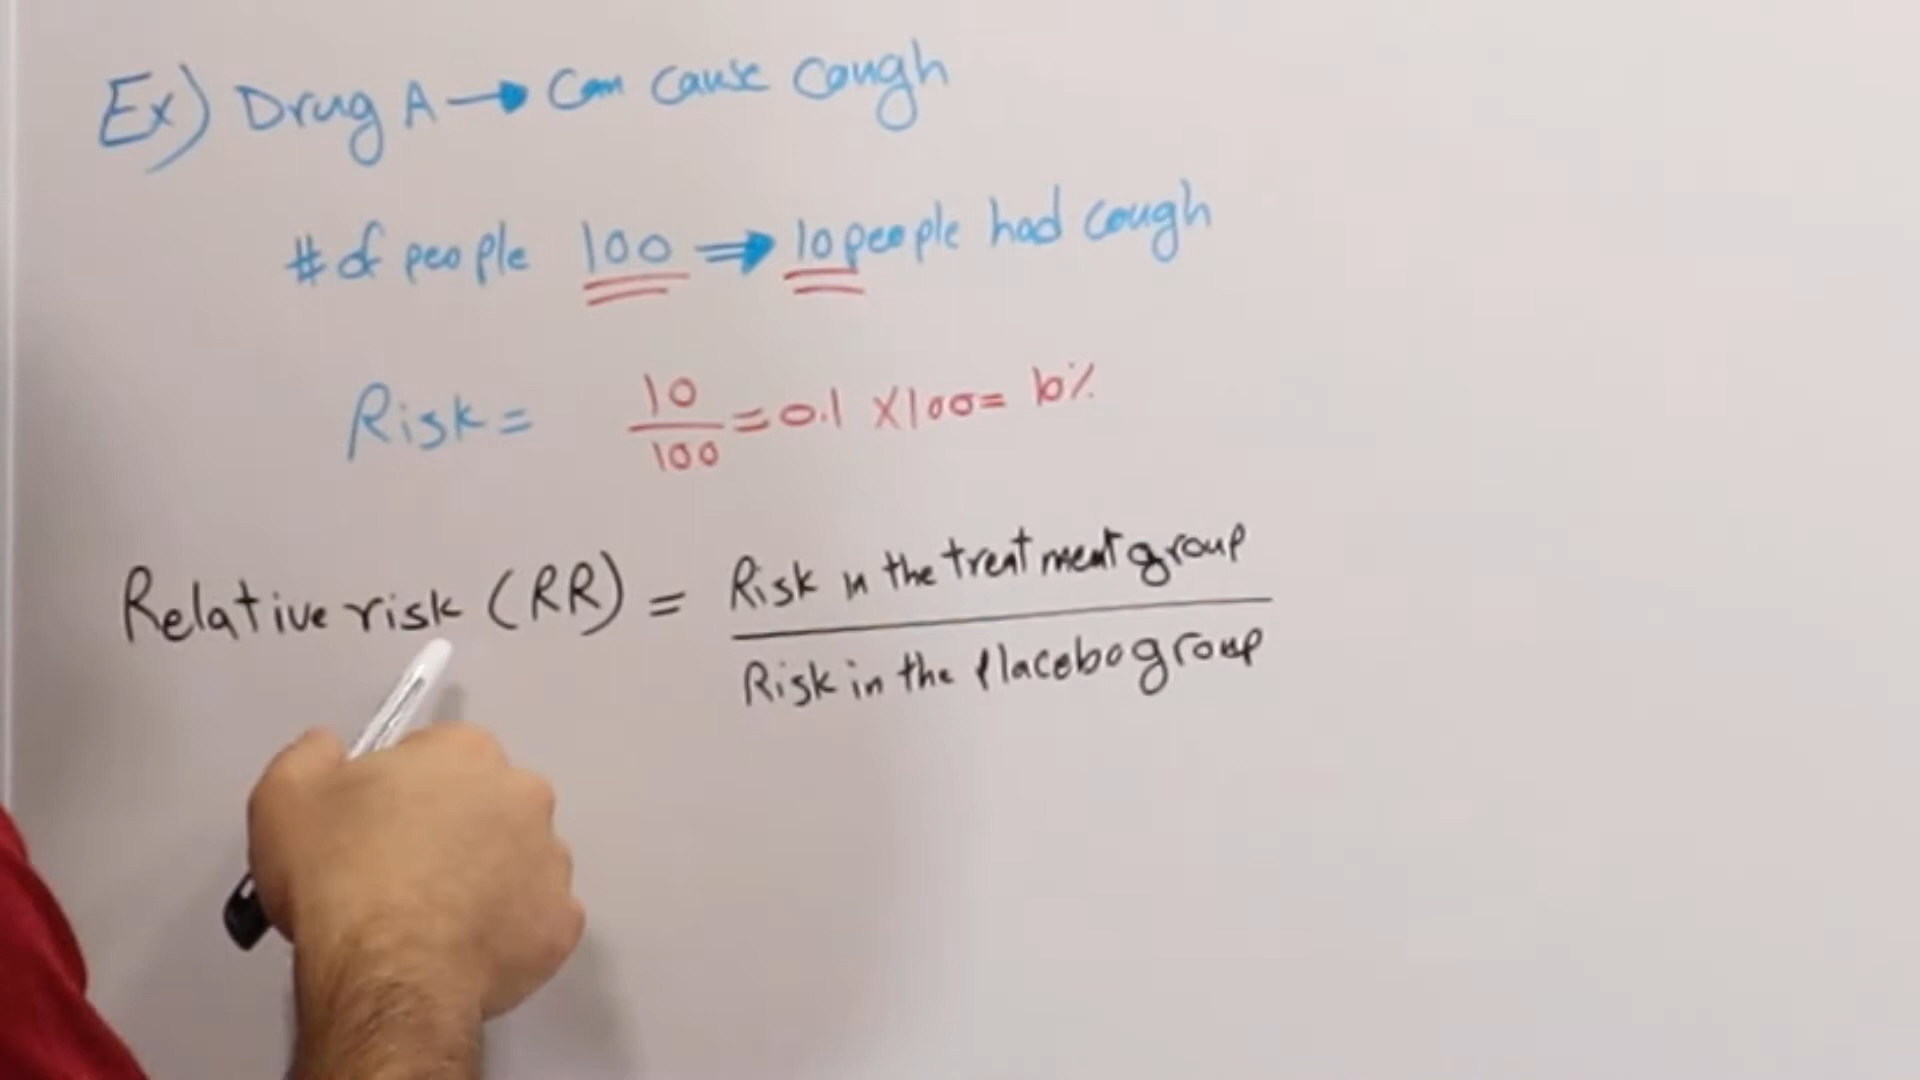 Ex) Drug A → Can cause Cough
# of people 100 ⇒ 10 people had cough
Risk = 10/100 = 0.1 X 100 = 10%
Relative risk (RR) = Risk in the treatment group
Risk in the placebo group